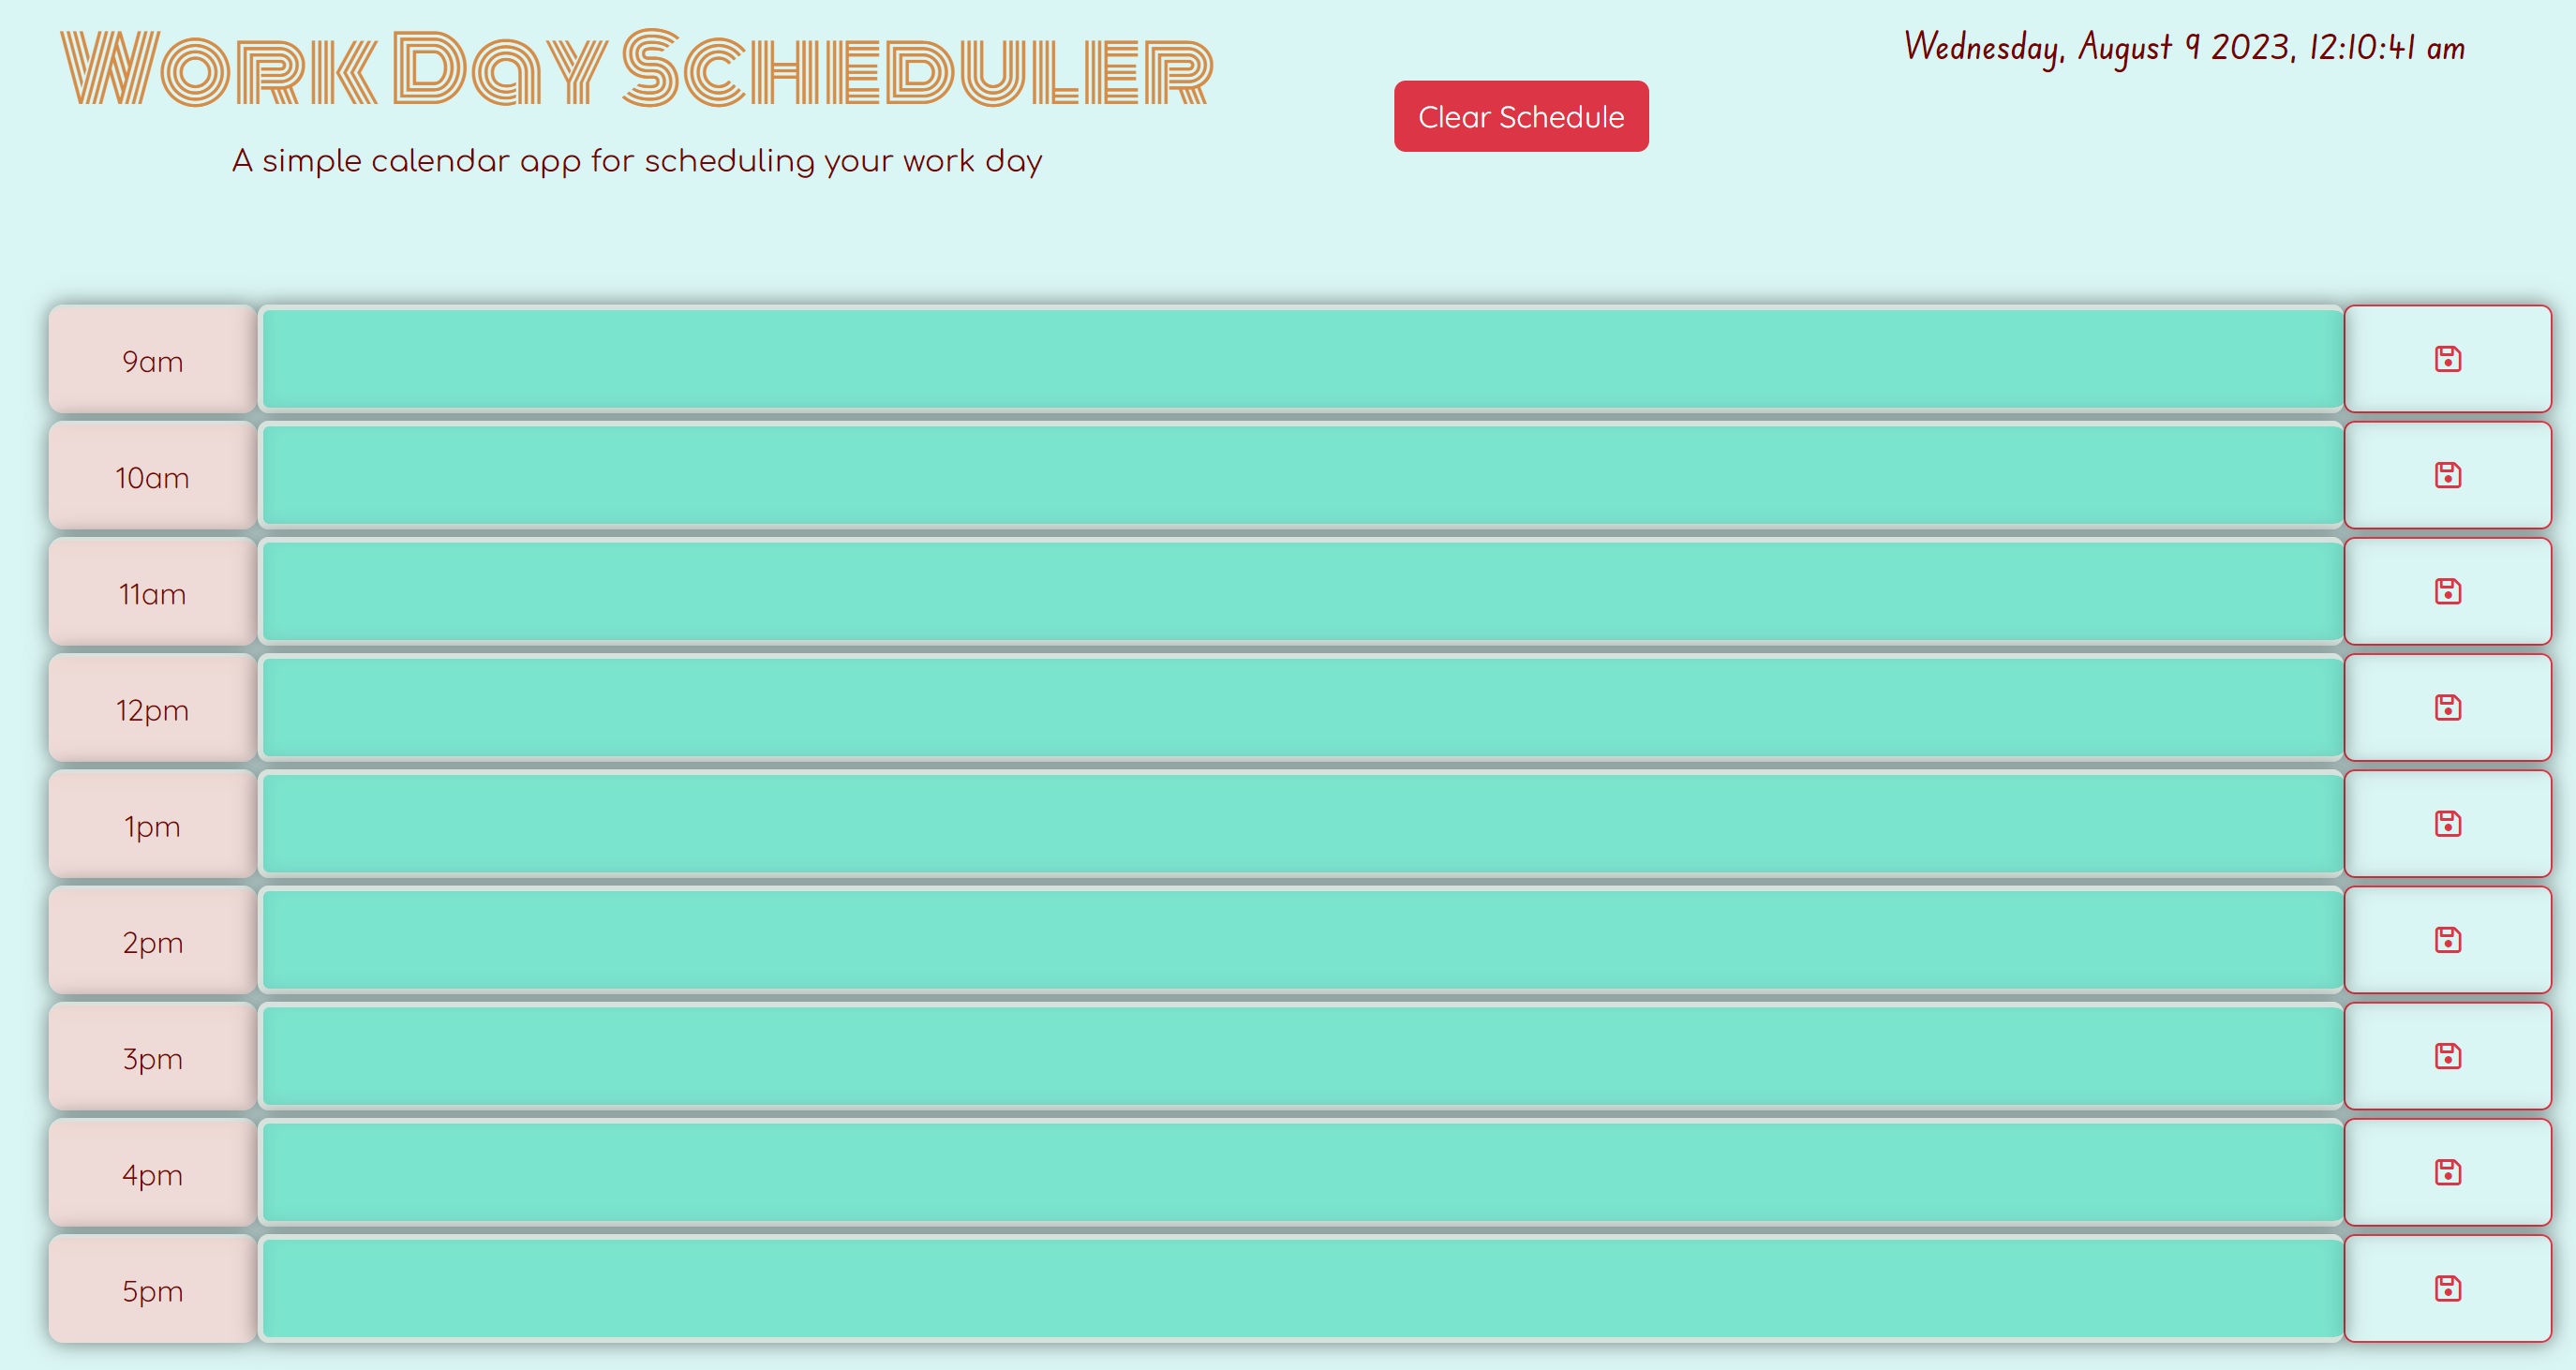 Work Day Scheduler
A simple calendar app for scheduling your work day
Clear Schedule
Wednesday, August 9 2023, 12:10:41 am
9am
10am
11am
12pm
1pm
2pm
3pm
4pm
5pm